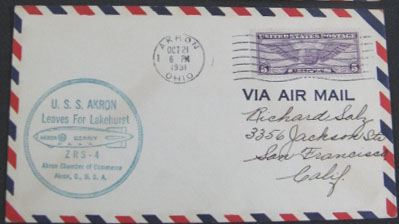 AKRON
OCT 21
6 PM
1931
OHIO
UNITED STATES POSTAGE
5 5
U. S. S. AKRON
Leaves For Lakehurst
ZRS-4
Akron Chamber of Commerce
Akron, O., U. S. A.
VIA AIR MAIL
Richard Salz
3356 Jackson St.
San Francisco
Calif.